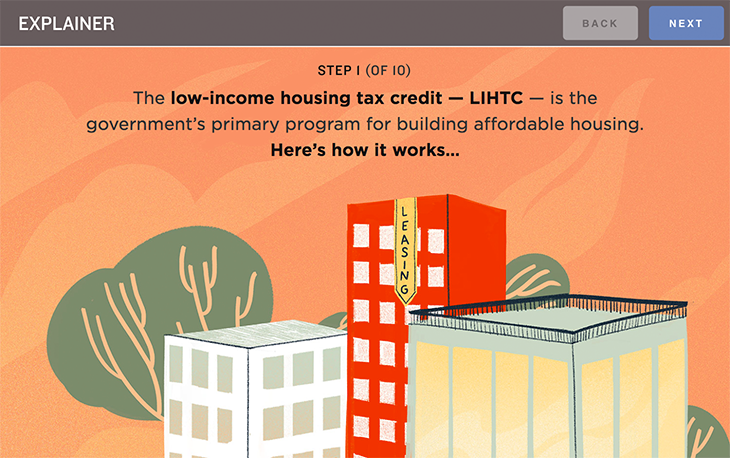 EXPLAINER
BACK
NEXT
STEP 1 (OF 10)
The low-income housing tax credit — LIHTC — is the
government’s primary program for building affordable housing.
Here’s how it works...
LEASING